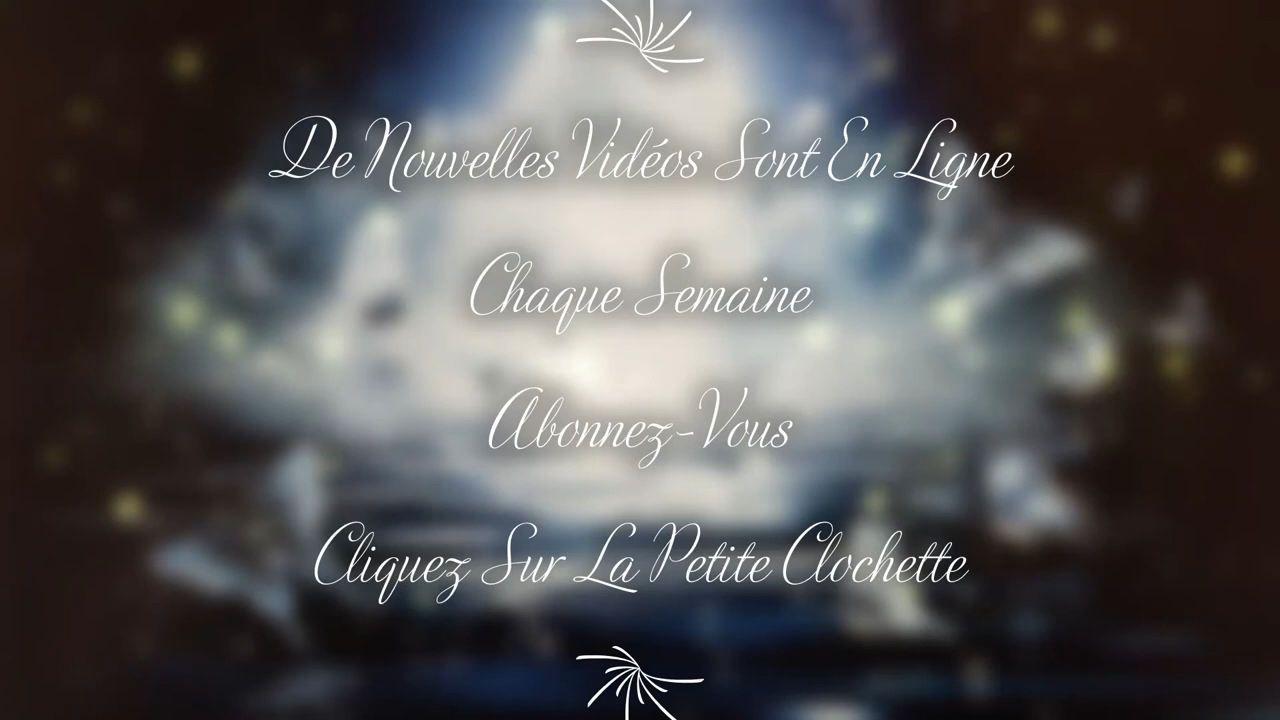 De Nouvelles Vidéos Sont En Ligne
Chaque Semaine
Abonnez-Vous
Cliquez Sur La Petite Clochette